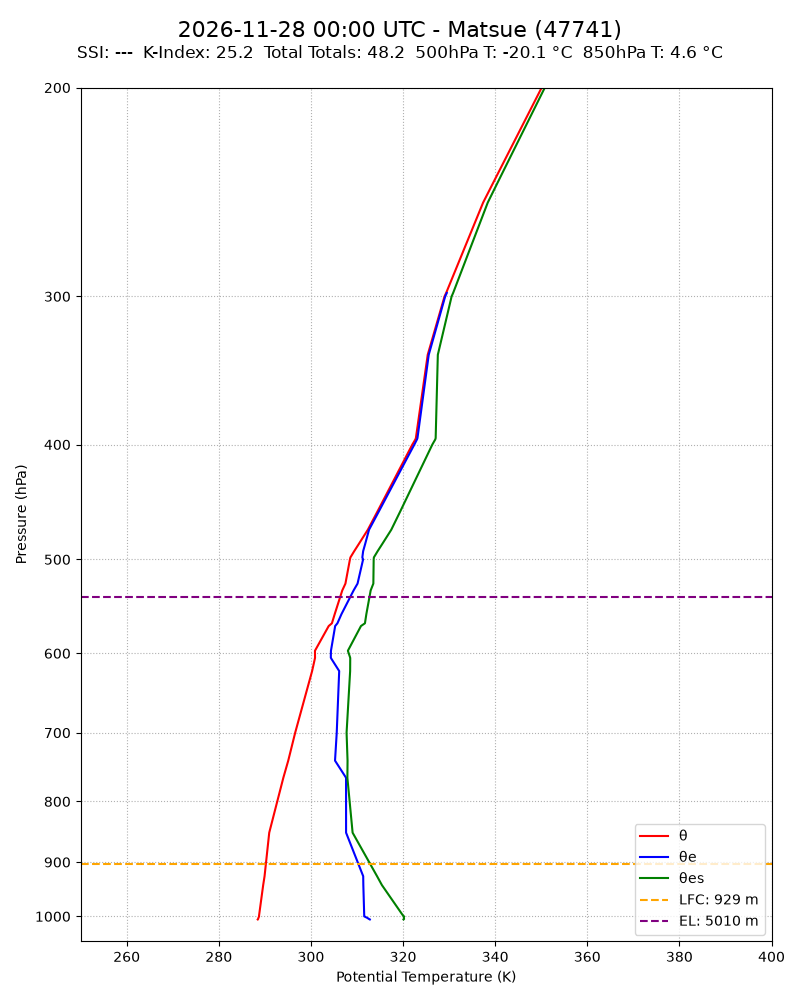 2026-11-28 00:00 UTC - Matsue (47741)
SSI: ---  K-Index: 25.2  Total Totals: 48.2  500hPa T: -20.1 °C  850hPa T: 4.6 °C
200
300
400
500
600
700
800
900
1000
Pressure (hPa)
θ
θe
θes
LFC: 929 m
EL: 5010 m
260 280 300 320 340 360 380 400
Potential Temperature (K)